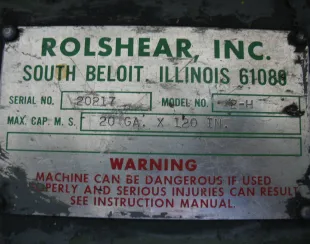 ROLSHEAR, INC.
SOUTH BELOIT, ILLINOIS 61080
SERIAL NO. 20P17 MODEL NO. P-H
MAX. CAP. M. S. 20 GA. X 120 IN.
WARNING
MACHINE CAN BE DANGEROUS IF USED
OPERLY AND SERIOUS INJURIES CAN RESULT
SEE INSTRUCTION MANUAL.